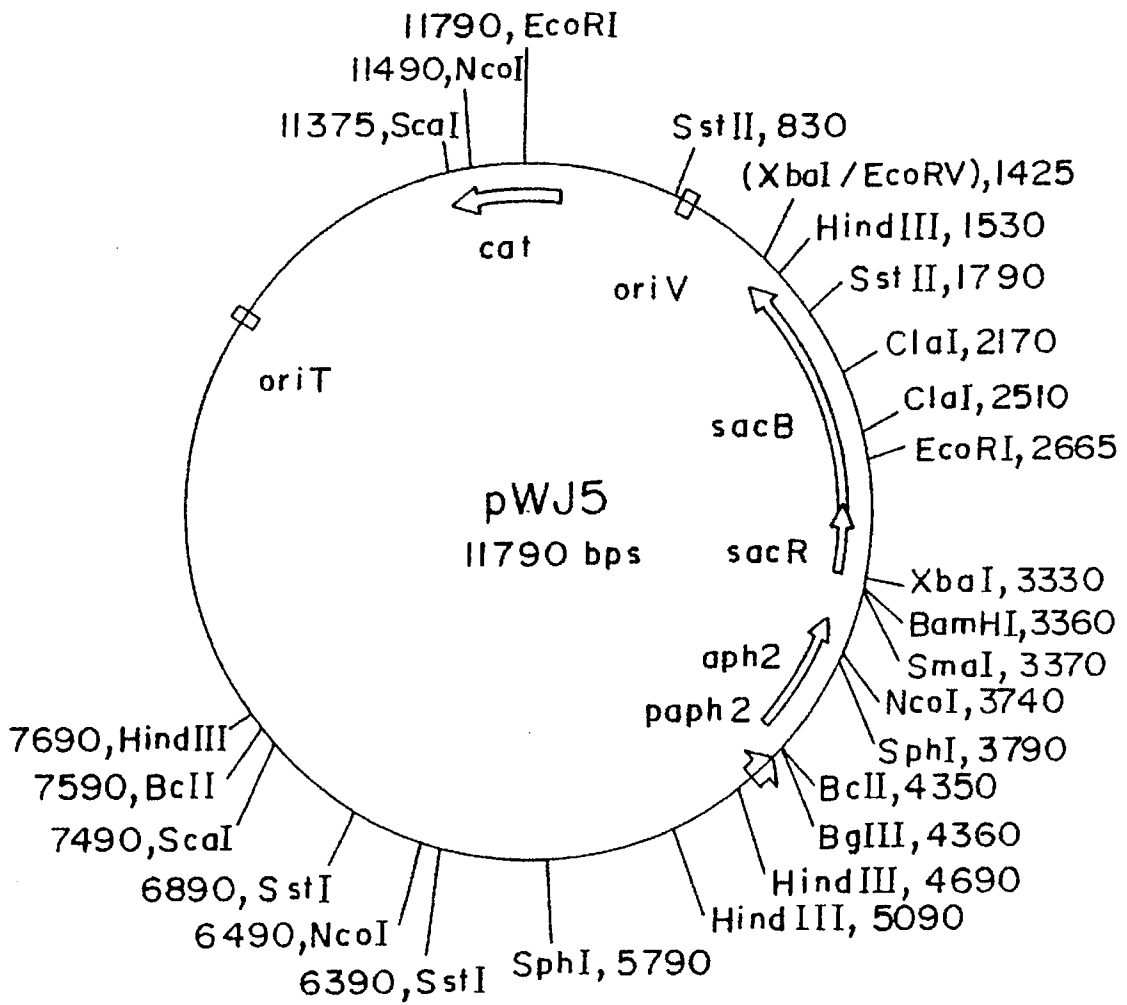 11790, EcoRI
11490, NcoI
11375, ScaI
SstII, 830
(XbaI/EcoRV), 1425
HindIII, 1530
SstII, 1790
ClaI, 2170
ClaI, 2510
EcoRI, 2665
cat
oriV
oriT
sacB
pWJ5
11790 bps
sacR
XbaI, 3330
BamHI, 3360
SmaI, 3370
NcoI, 3740
SphI, 3790
aph2
paph2
BclI, 4350
BglII, 4360
HindIII, 4690
HindIII, 5090
SphI, 5790
6390, SstI
6490, NcoI
6890, SstI
7490, ScaI
7590, BclI
7690, HindIII